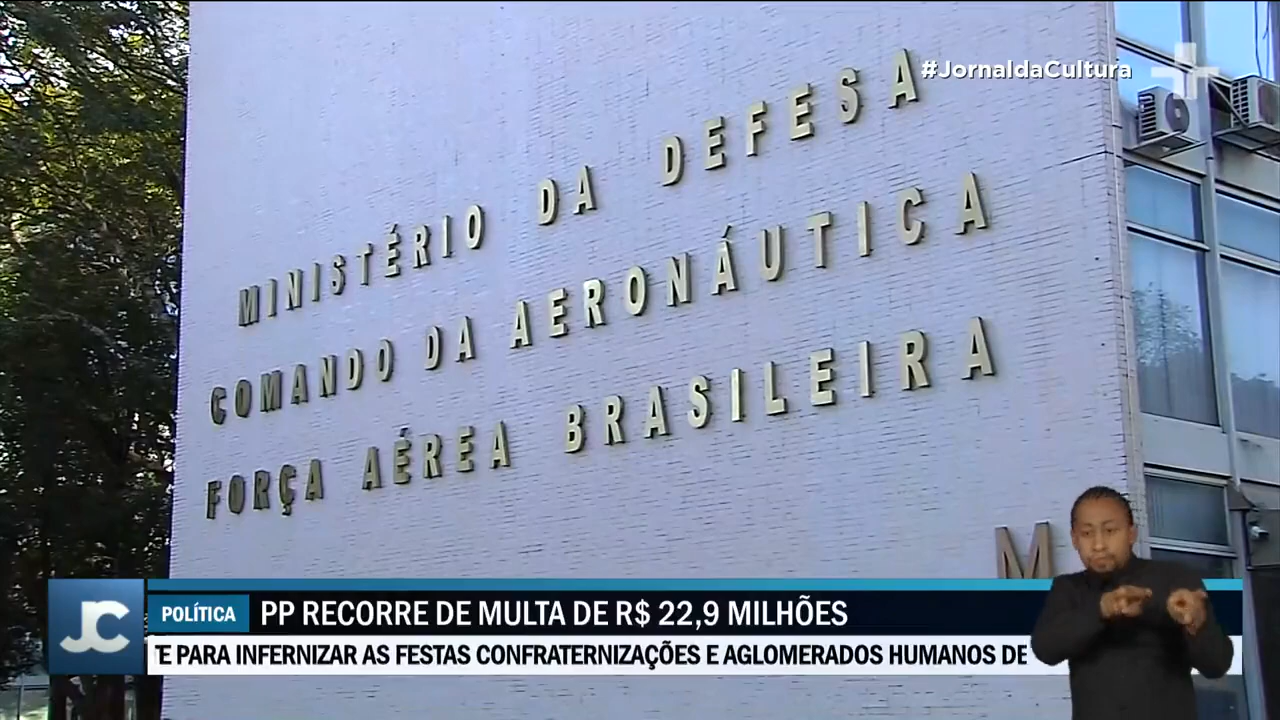 #JornaldaCultura
MINISTÉRIO DA DEFESA
COMANDO DA AERONÁUTICA
FORÇA AÉREA BRASILEIRA
M
JC
POLÍTICA
PP RECORRE DE MULTA DE R$ 22,9 MILHÕES
PARA INFERNIZAR AS FESTAS CONFRATERNIZAÇÕES E AGLOMERADOS HUMANOS DE